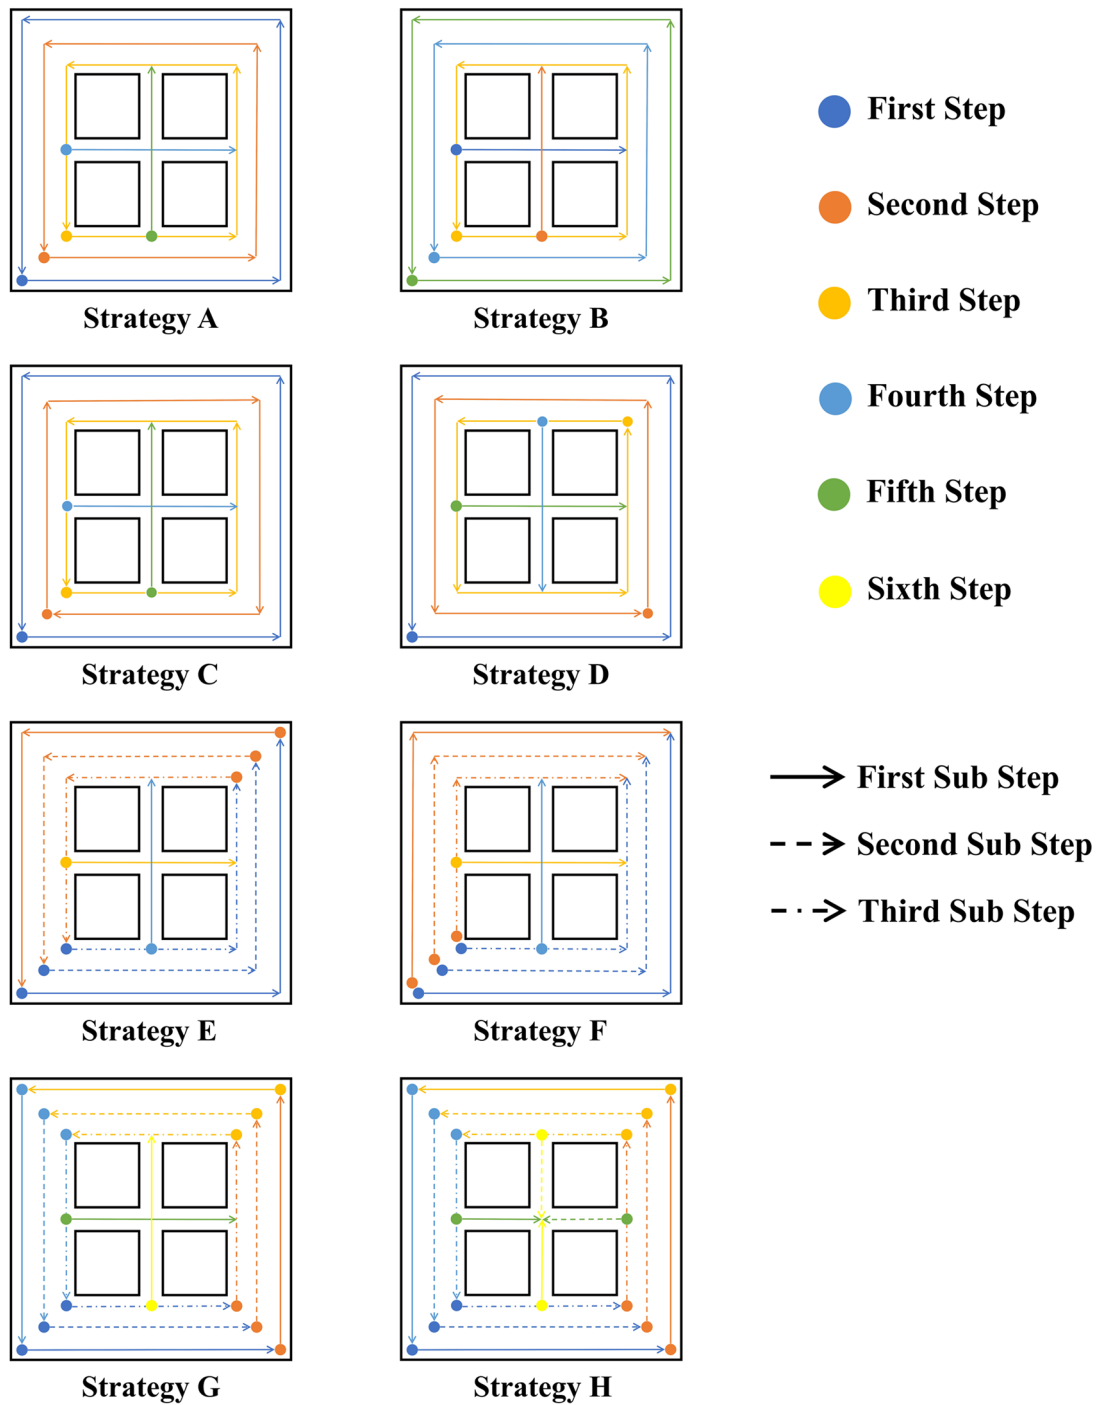 Strategy A
Strategy B
Strategy C
Strategy D
Strategy E
Strategy F
Strategy G
Strategy H
First Step
Second Step
Third Step
Fourth Step
Fifth Step
Sixth Step
First Sub Step
Second Sub Step
Third Sub Step